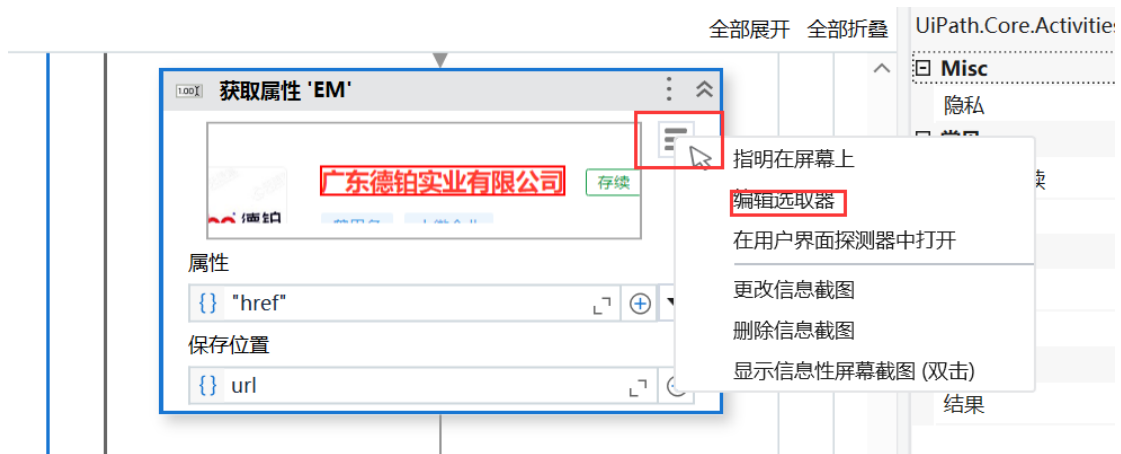 全部展开 全部折叠
UiPath.Core.Activitie
Misc
隐私
获取属性 'EM'
广东德铂实业有限公司
存续
德铂
属性
{} "href"
保存位置
{} url
指明在屏幕上
编辑选取器
在用户界面探测器中打开
更改信息截图
删除信息截图
显示信息性屏幕截图 (双击)
结果